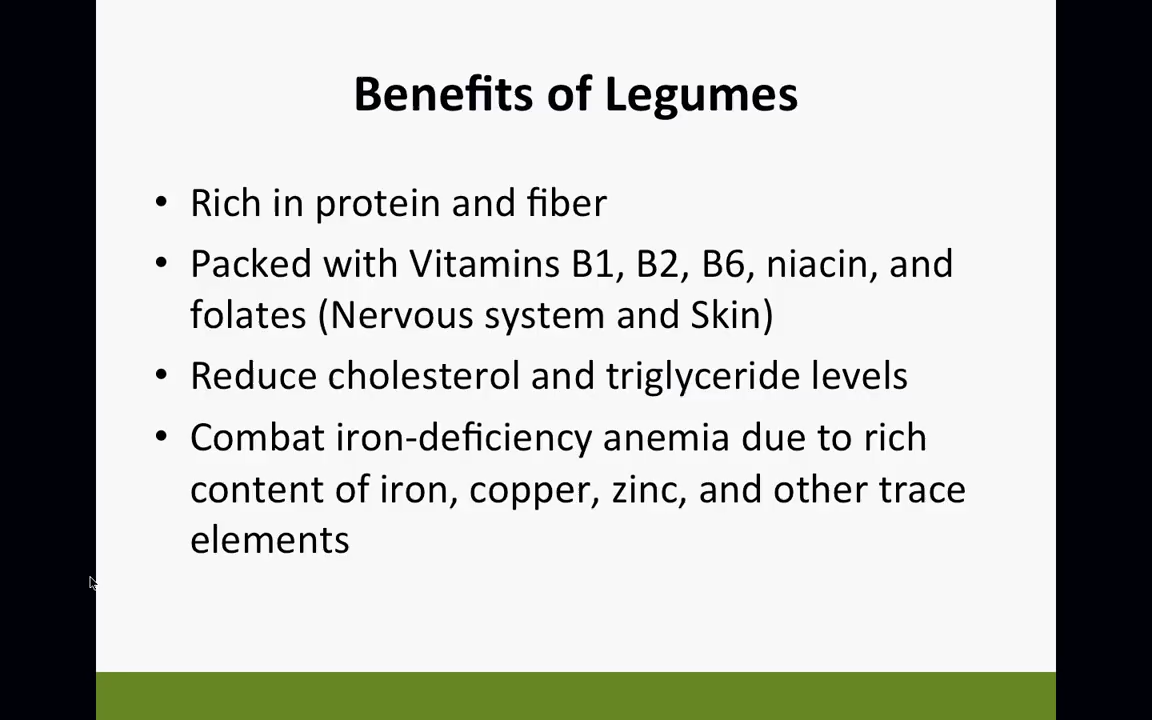 Benefits of Legumes
• Rich in protein and fiber
• Packed with Vitamins B1, B2, B6, niacin, and
folates (Nervous system and Skin)
• Reduce cholesterol and triglyceride levels
• Combat iron-deficiency anemia due to rich
content of iron, copper, zinc, and other trace
elements